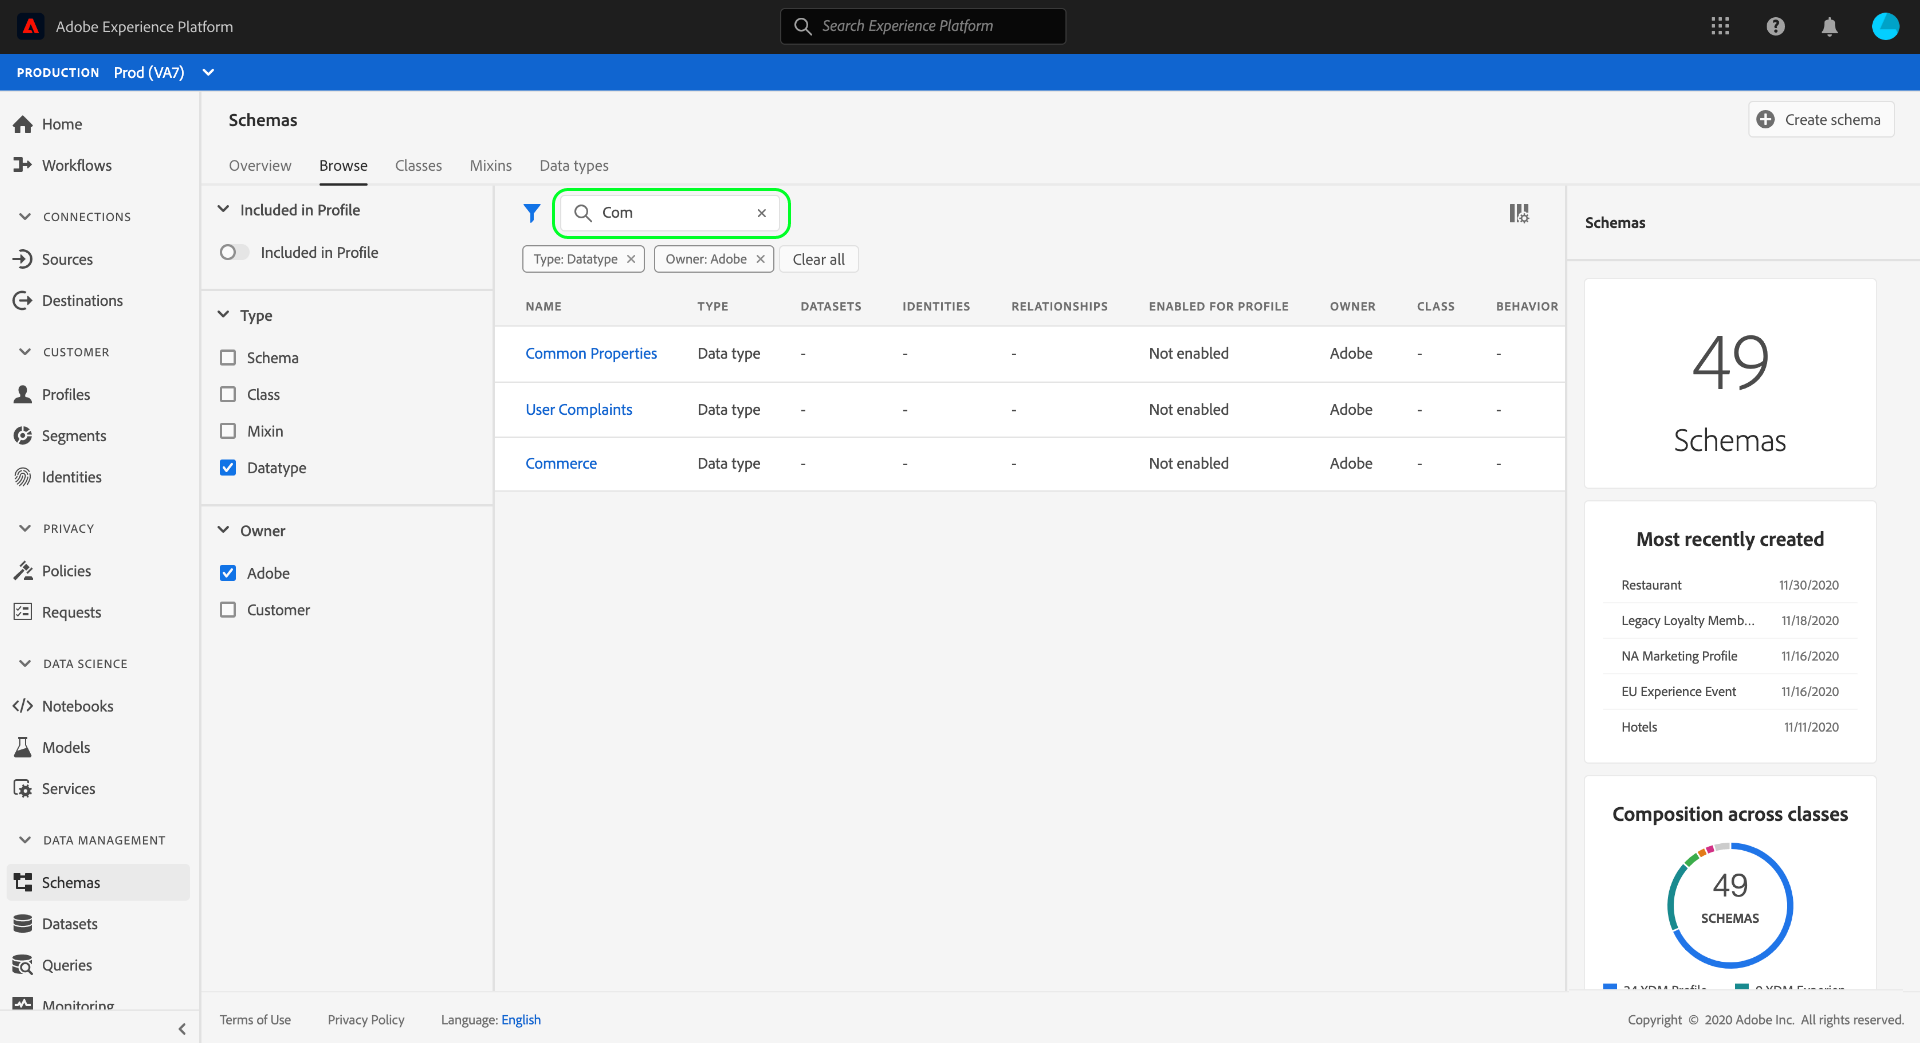 Adobe Experience Platform
Search Experience Platform
PRODUCTION Prod (VA7)
Home
Workflows
CONNECTIONS
Sources
Destinations
CUSTOMER
Profiles
Segments
Identities
PRIVACY
Policies
Requests
DATA SCIENCE
Notebooks
Models
Services
DATA MANAGEMENT
Schemas
Datasets
Queries
Monitoring
Schemas
Create schema
Overview Browse Classes Mixins Data types
Included in Profile
Included in Profile
Type
Schema
Class
Mixin
Datatype
Owner
Adobe
Customer
Com
Type: Datatype Owner: Adobe Clear all
NAME TYPE DATASETS IDENTITIES RELATIONSHIPS ENABLED FOR PROFILE OWNER CLASS BEHAVIOR
Common Properties Data type - - - Not enabled Adobe - -
User Complaints Data type - - - Not enabled Adobe - -
Commerce Data type - - - Not enabled Adobe - -
Schemas
49
Schemas
Most recently created
Restaurant 11/30/2020
Legacy Loyalty Memb... 11/18/2020
NA Marketing Profile 11/16/2020
EU Experience Event 11/16/2020
Hotels 11/11/2020
Composition across classes
49
SCHEMAS
Terms of Use Privacy Policy Language: English
Copyright © 2020 Adobe Inc. All rights reserved.